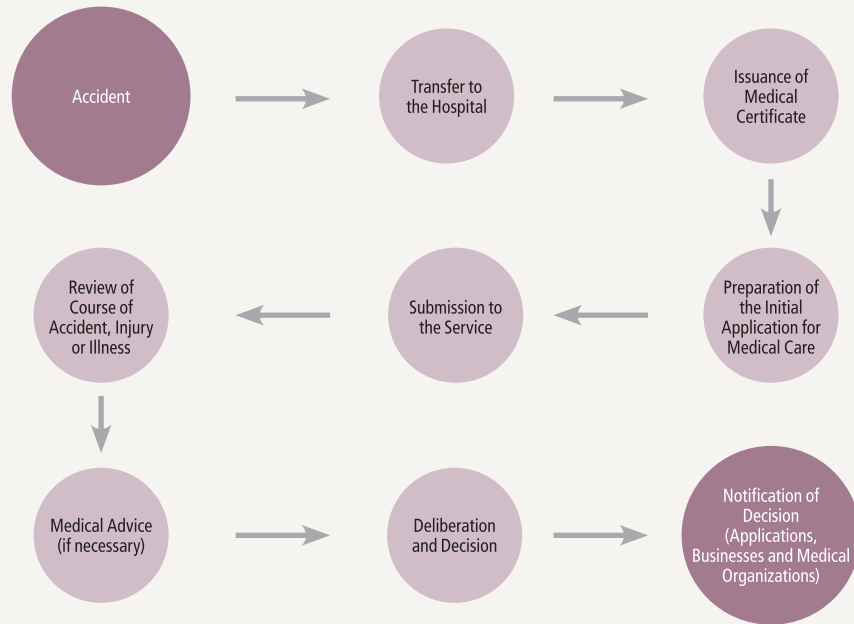 Accident
Transfer to
the Hospital
Issuance of
Medical
Certificate
Preparation of
the Initial
Application for
Medical Care
Submission to
the Service
Review of
Course of
Accident, Injury
or Illness
Medical Advice
(if necessary)
Deliberation
and Decision
Notification of
Decision
(Applications,
Businesses and Medical
Organizations)